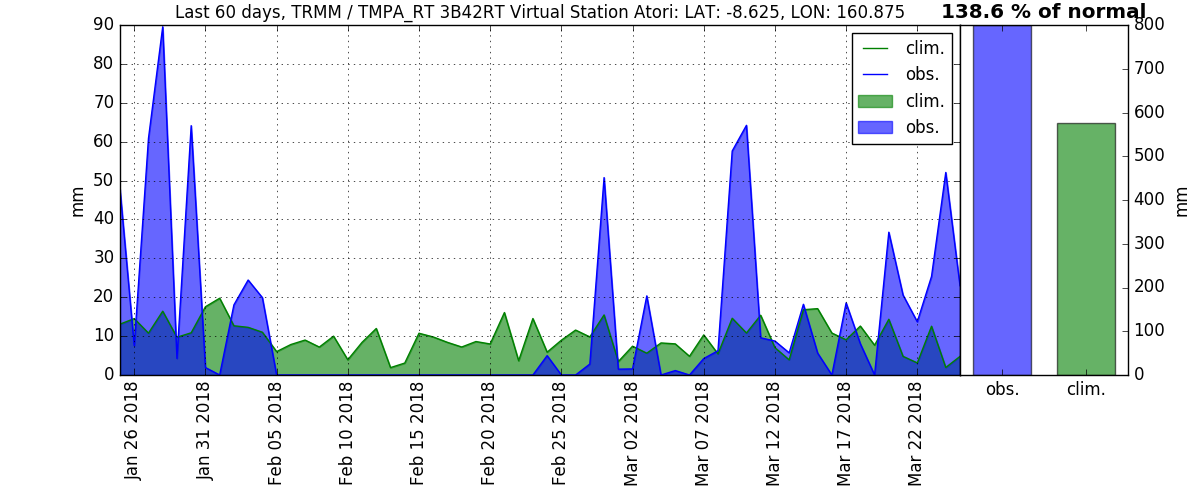 Last 60 days, TRMM / TMPA_RT 3B42RT Virtual Station Atori: LAT: -8.625, LON: 160.875
138.6 % of normal
90
80
70
60
50
40
30
20
10
0
mm
clim.
obs.
clim.
obs.
800
700
600
500
400
300
200
100
0
mm
obs.
clim.
Jan 26 2018
Jan 31 2018
Feb 05 2018
Feb 10 2018
Feb 15 2018
Feb 20 2018
Feb 25 2018
Mar 02 2018
Mar 07 2018
Mar 12 2018
Mar 17 2018
Mar 22 2018